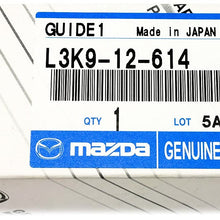 GUIDE1 Made in JAPAN
L3K9-12-614
QTY 1 LOT 5A
mazda GENUINE